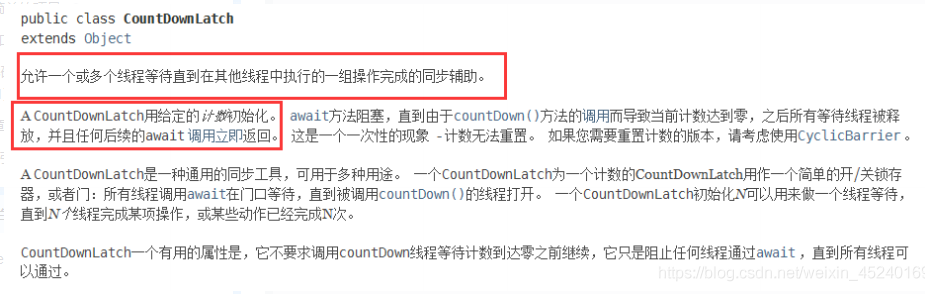 public class CountDownLatch
extends Object
允许一个或多个线程等待直到在其他线程中执行的一组操作完成的同步辅助。
A CountDownLatch用给定的计数初始化。 await方法阻塞，直到由于countDown()方法的调用而导致当前计数达到零，之后所有等待线程被释
放，并且任何后续的await 调用立即返回。 这是一个一次性的现象 -计数无法重置。 如果您需要重置计数的版本，请考虑使用CyclicBarrier 。
A CountDownLatch是一种通用的同步工具，可用于多种用途。 一个CountDownLatch为一个计数的CountDownLatch用作一个简单的开/关锁存
器，或者门：所有线程调用await在门口等待，直到被调用countDown()的线程打开。 一个CountDownLatch初始化N可以用来做一个线程等待，
直到N个线程完成某项操作，或某些动作已经完成N次。
CountDownLatch一个有用的属性是，它不要求调用countDown线程等待计数到达零之前继续，它只是阻止任何线程通过await ，直到所有线程可
以通过。
https://blog.csdn.net/weixin_45240169